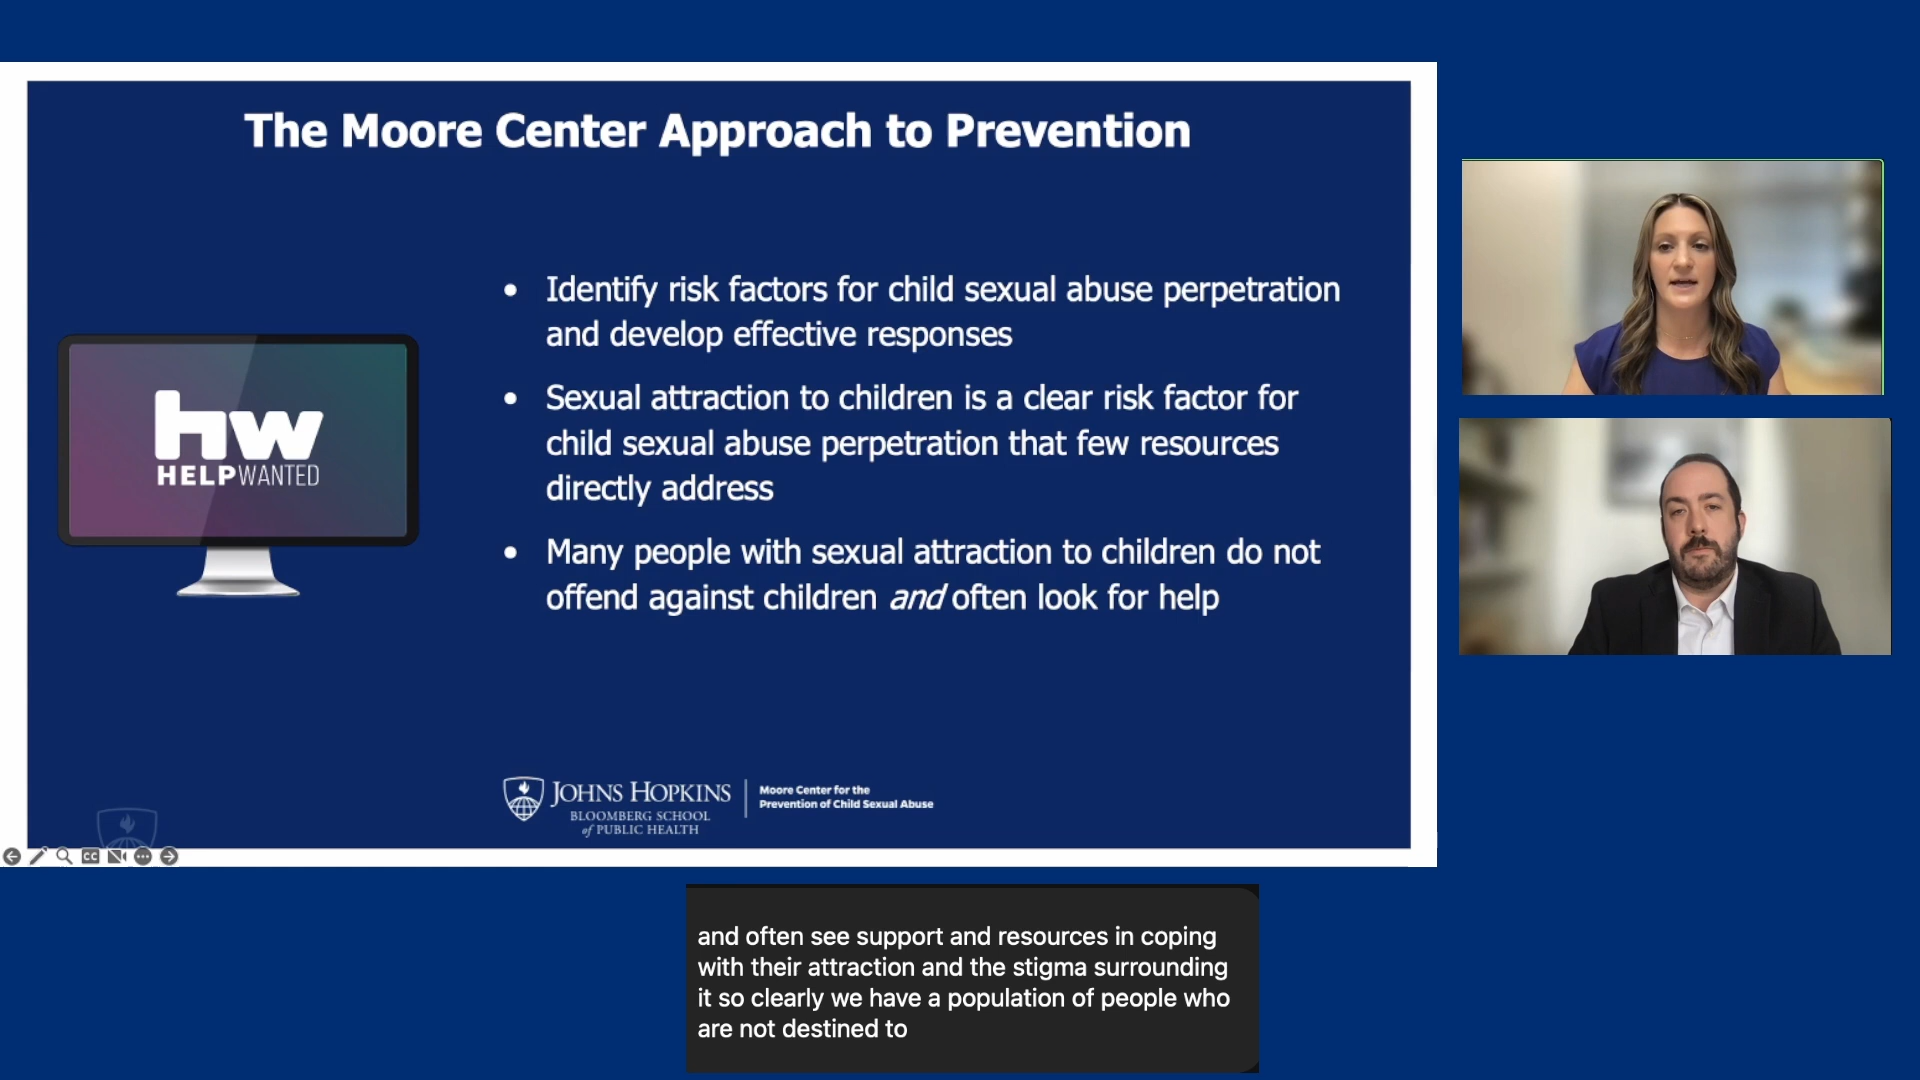 The Moore Center Approach to Prevention
hw
HELPWANTED
• Identify risk factors for child sexual abuse perpetration
and develop effective responses
• Sexual attraction to children is a clear risk factor for
child sexual abuse perpetration that few resources
directly address
• Many people with sexual attraction to children do not
offend against children and often look for help
JOHNS HOPKINS
BLOOMBERG SCHOOL
of PUBLIC HEALTH
Moore Center for the
Prevention of Child Sexual Abuse
CC
and often see support and resources in coping
with their attraction and the stigma surrounding
it so clearly we have a population of people who
are not destined to